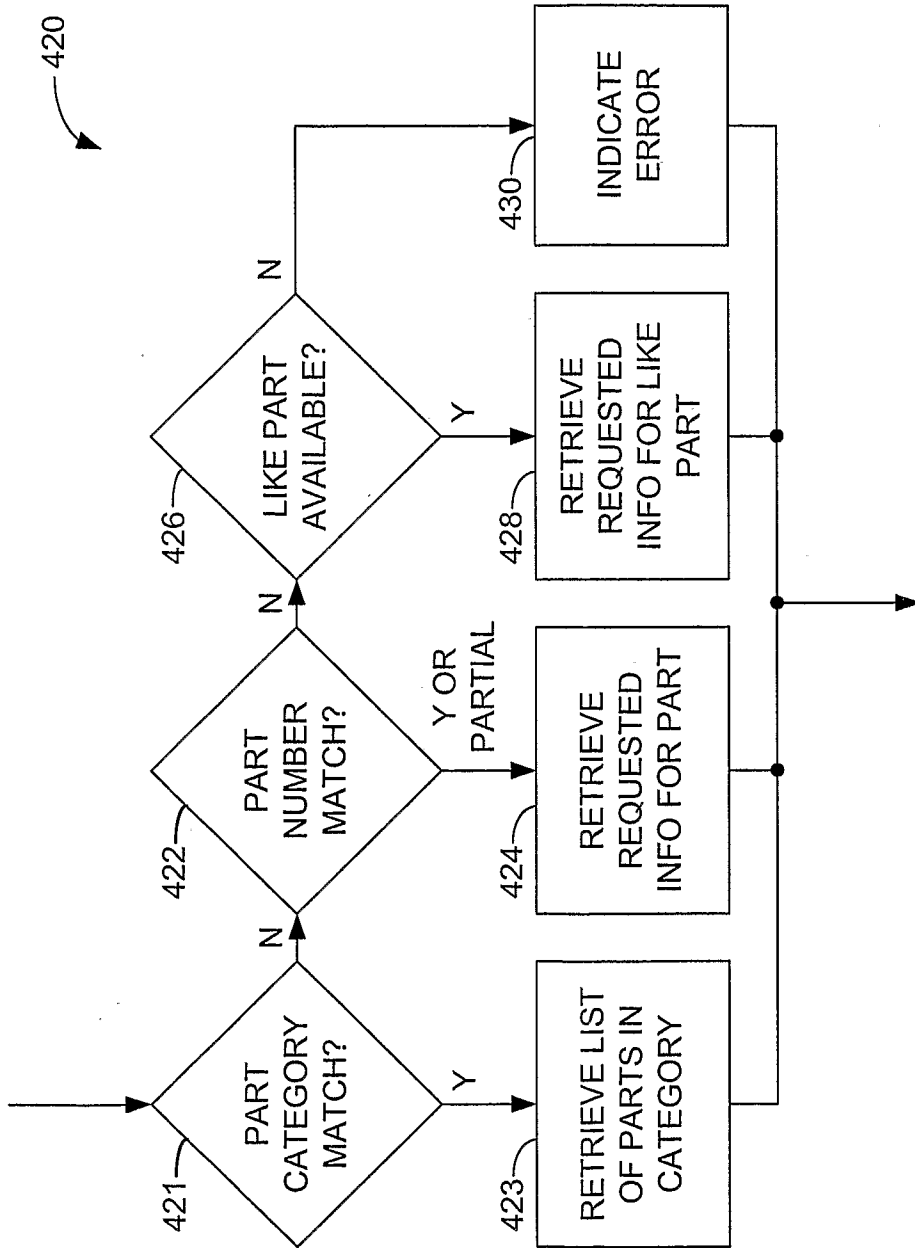 420
421
PART
CATEGORY
MATCH?
N
Y
422
PART
NUMBER
MATCH?
N
Y OR
PARTIAL
426
LIKE PART
AVAILABLE?
N
Y
423
RETRIEVE LIST
OF PARTS IN
CATEGORY
424
RETRIEVE
REQUESTED
INFO FOR PART
428
RETRIEVE
REQUESTED
INFO FOR LIKE
PART
430
INDICATE
ERROR